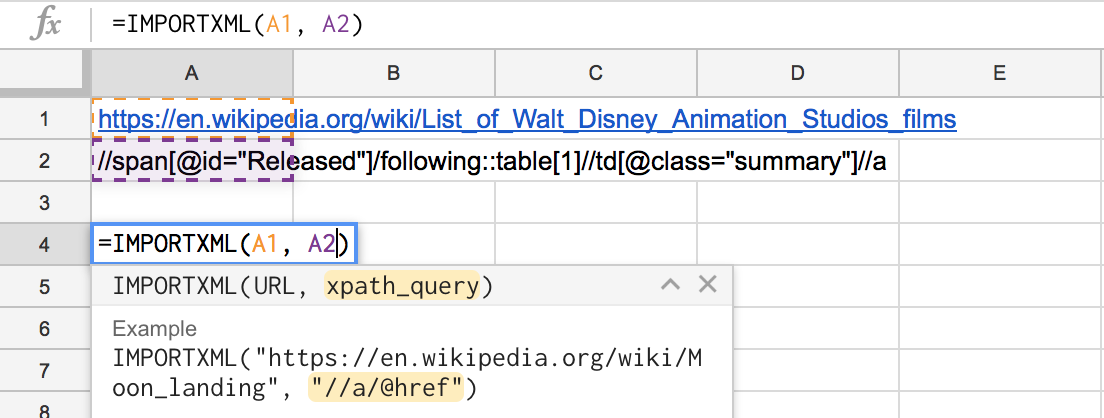 fx =IMPORTXML(A1, A2)
A B C D E
1 https://en.wikipedia.org/wiki/List_of_Walt_Disney_Animation_Studios_films
2 //span[@id="Released"]/following::table[1]//td[@class="summary"]//a
3
4 =IMPORTXML(A1, A2)
5 IMPORTXML(URL, xpath_query)
Example
6 IMPORTXML("https://en.wikipedia.org/wiki/M
7 oon_landing", "//a/@href")
8